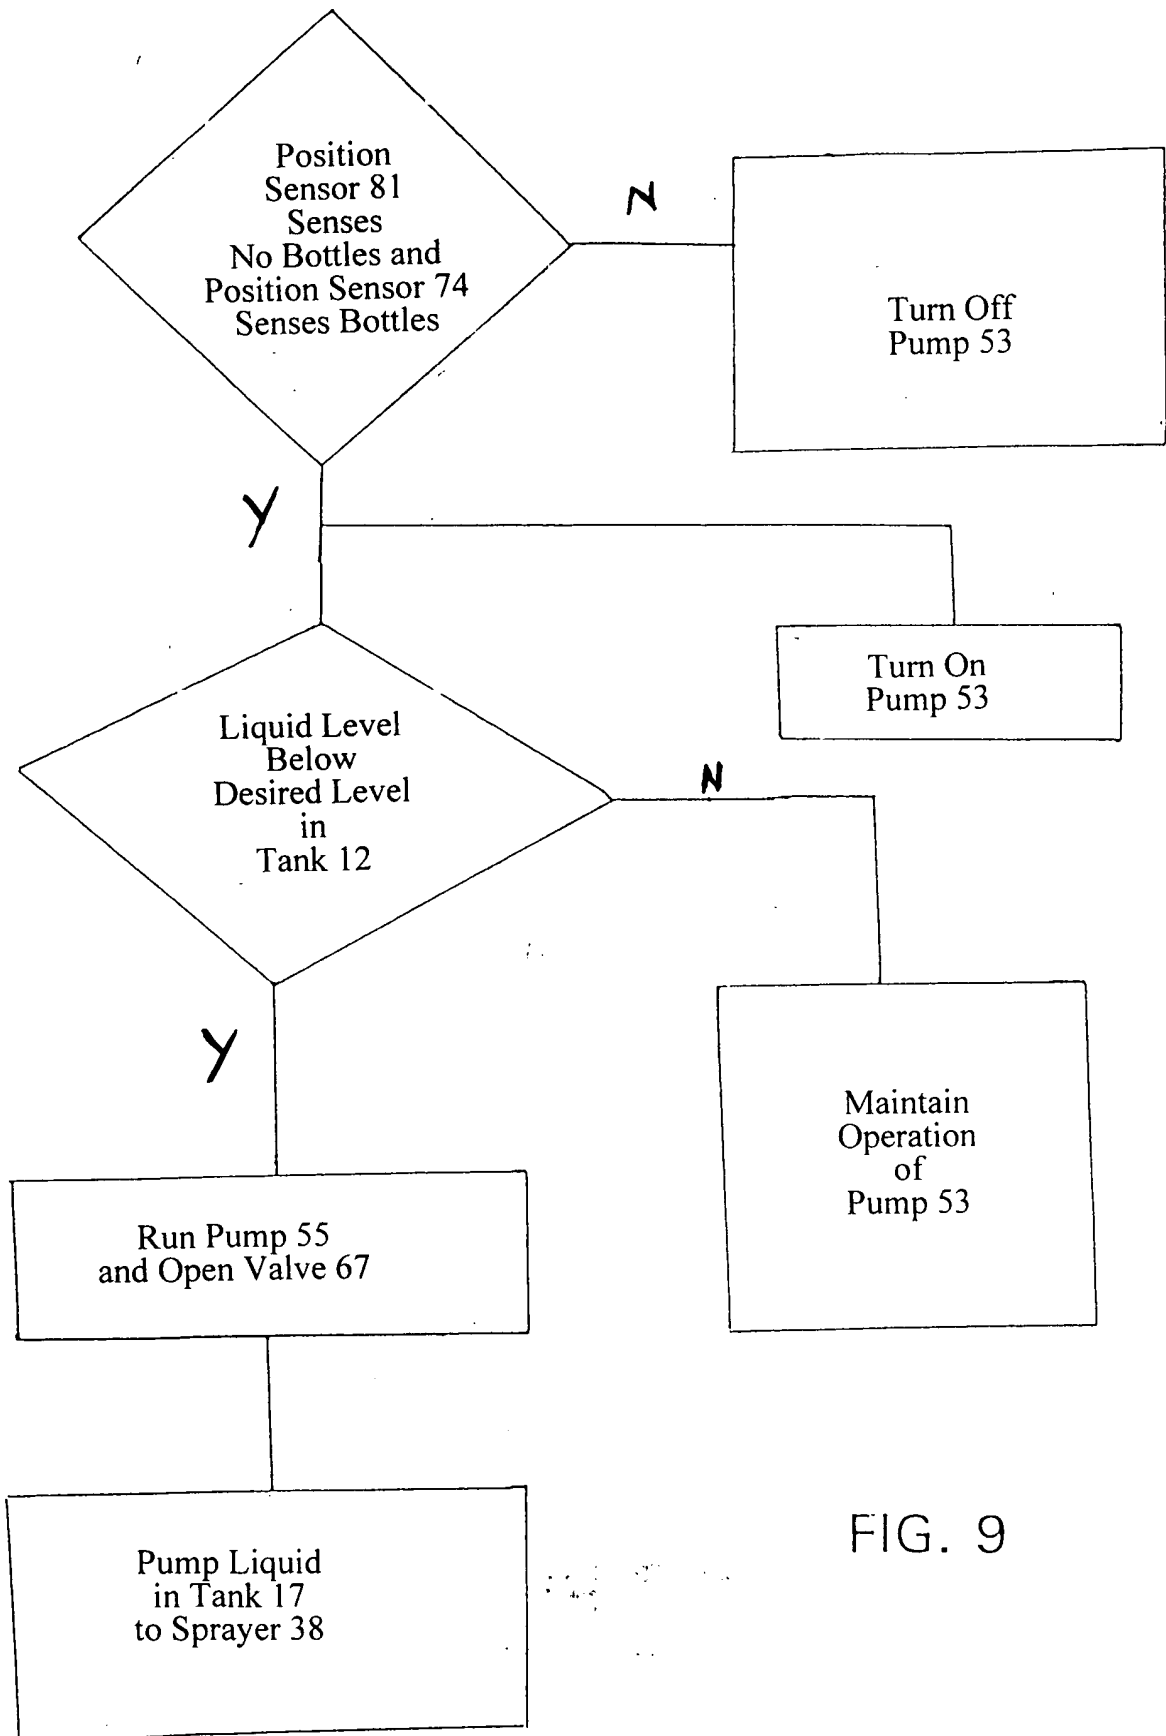 Position
Sensor 81
Senses
No Bottles and
Position Sensor 74
Senses Bottles
N
Turn Off
Pump 53
Y
Turn On
Pump 53
Liquid Level
Below
Desired Level
in
Tank 12
N
Y
Maintain
Operation
of
Pump 53
Run Pump 55
and Open Valve 67
Pump Liquid
in Tank 17
to Sprayer 38
FIG. 9